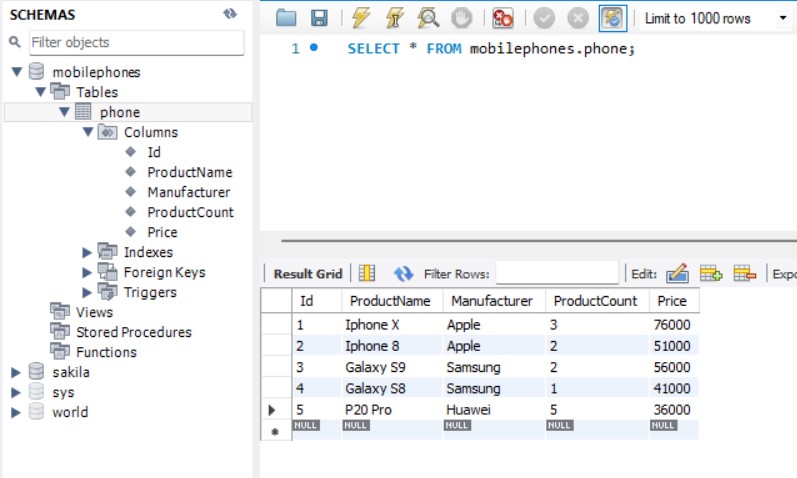 SCHEMAS
Filter objects
mobilephones
Tables
phone
Columns
Id
ProductName
Manufacturer
ProductCount
Price
Indexes
Foreign Keys
Triggers
Views
Stored Procedures
Functions
sakila
sys
world
Limit to 1000 rows
1 SELECT * FROM mobilephones.phone;
Result Grid Filter Rows: Edit: Expo
Id ProductName Manufacturer ProductCount Price
1 Iphone X Apple 3 76000
2 Iphone 8 Apple 2 51000
3 Galaxy S9 Samsung 2 56000
4 Galaxy S8 Samsung 1 41000
5 P20 Pro Huawei 5 36000
NULL NULL NULL NULL NULL